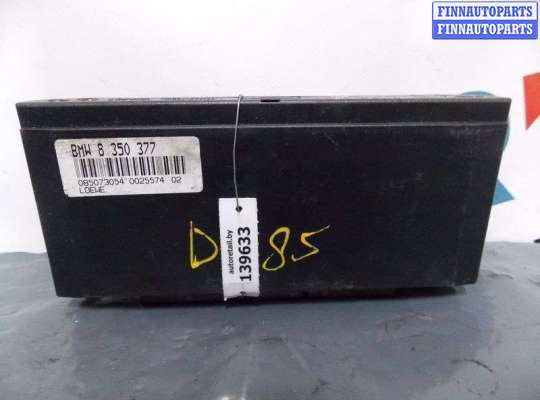 FINNAUTOPARTS
FINNAUTOPARTS
BMW 8 350 377
085073054 0025574 02
LOEWE
D 85
autoretail.by
139633